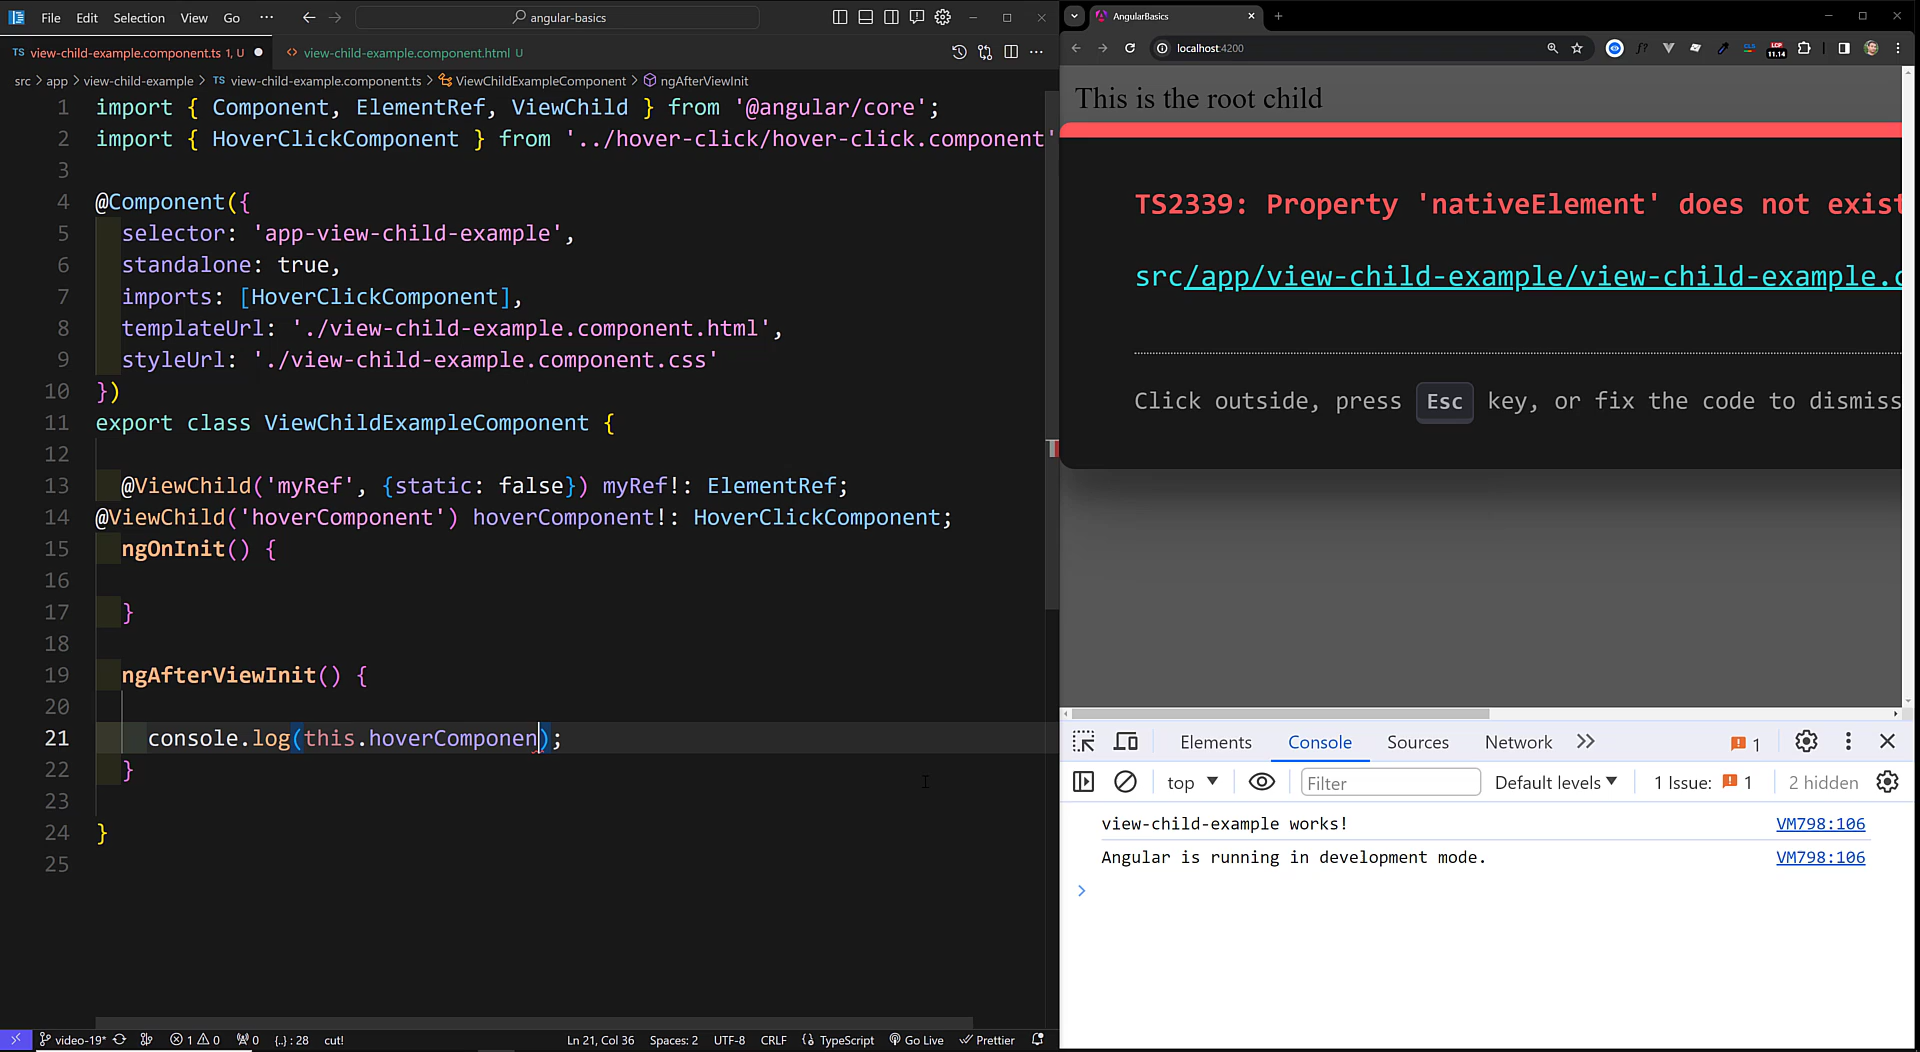 File Edit Selection View Go ··· angular-basics
TS view-child-example.component.ts 1, U
<> view-child-example.component.html U
src > app > view-child-example > TS view-child-example.component.ts > ViewChildExampleComponent > ngAfterViewInit
1 import { Component, ElementRef, ViewChild } from '@angular/core';
2 import { HoverClickComponent } from '../hover-click/hover-click.component'
3
4 @Component({
5 selector: 'app-view-child-example',
6 standalone: true,
7 imports: [HoverClickComponent],
8 templateUrl: './view-child-example.component.html',
9 styleUrl: './view-child-example.component.css'
10 })
11 export class ViewChildExampleComponent {
12
13 @ViewChild('myRef', {static: false}) myRef!: ElementRef;
14 @ViewChild('hoverComponent') hoverComponent!: HoverClickComponent;
15 ngOnInit() {
16
17 }
18
19 ngAfterViewInit() {
20
21 console.log(this.hoverComponen);
22 }
23
24 }
25
video-19* 1 0 0 {..} : 28 cut! Ln 21, Col 36 Spaces: 2 UTF-8 CRLF TypeScript Go Live Prettier
AngularBasics
localhost:4200
11.14
This is the root child
TS2339: Property 'nativeElement' does not exist
src/app/view-child-example/view-child-example.c
Click outside, press Esc key, or fix the code to dismiss
Elements Console Sources Network 1
top Filter Default levels 1 Issue: 1 2 hidden
view-child-example works! VM798:106
Angular is running in development mode. VM798:106